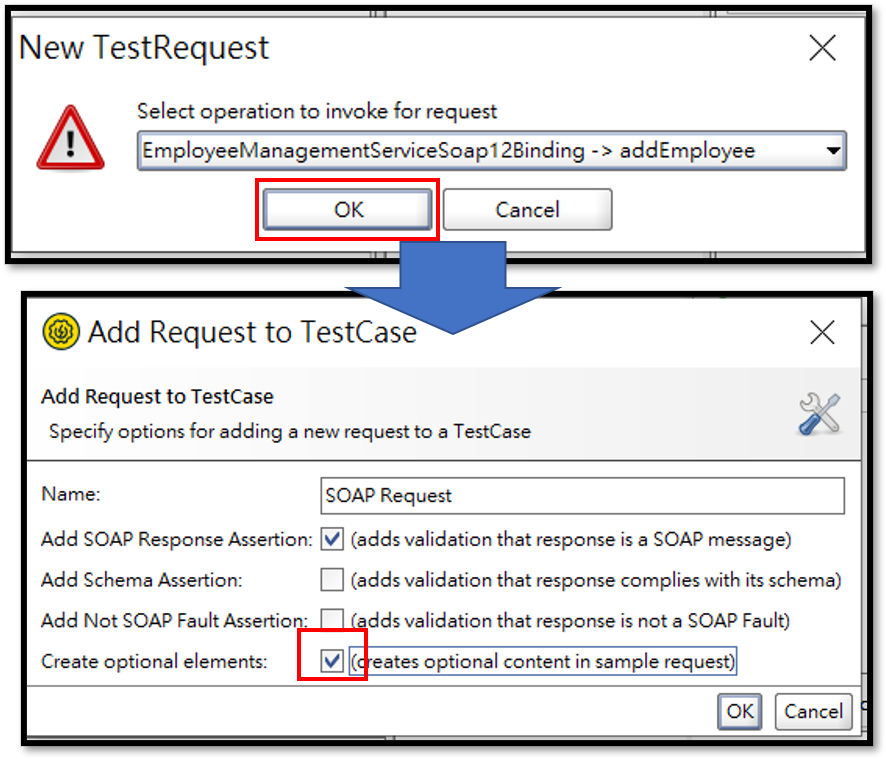 New TestRequest
Select operation to invoke for request
EmployeeManagementServiceSoap12Binding -> addEmployee
OK
Cancel
Add Request to TestCase
Add Request to TestCase
Specify options for adding a new request to a TestCase
Name: SOAP Request
Add SOAP Response Assertion: (adds validation that response is a SOAP message)
Add Schema Assertion: (adds validation that response complies with its schema)
Add Not SOAP Fault Assertion: (adds validation that response is not a SOAP Fault)
Create optional elements: (creates optional content in sample request)
OK
Cancel